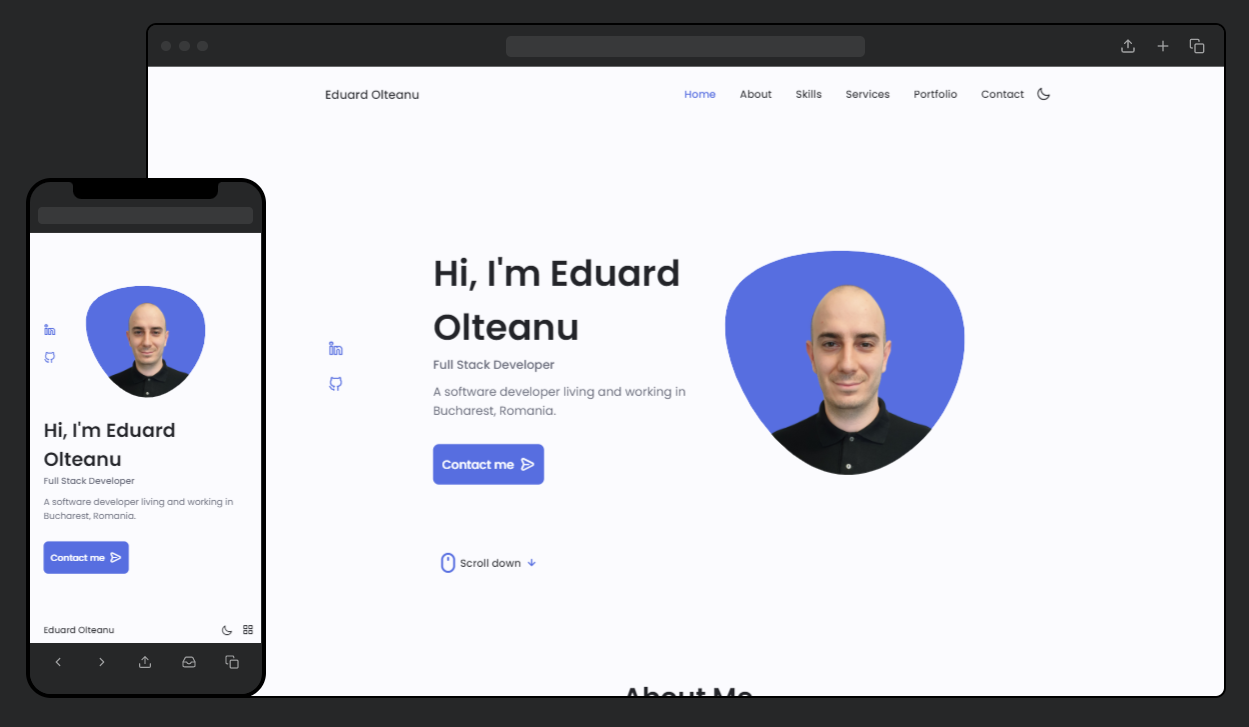 Eduard Olteanu
Home About Skills Services Portfolio Contact
Hi, I'm Eduard
Olteanu
Full Stack Developer
A software developer living and working in
Bucharest, Romania.
Contact me
Scroll down
About Me
Hi, I'm Eduard
Olteanu
Full Stack Developer
A software developer living and working in
Bucharest, Romania.
Contact me
Eduard Olteanu